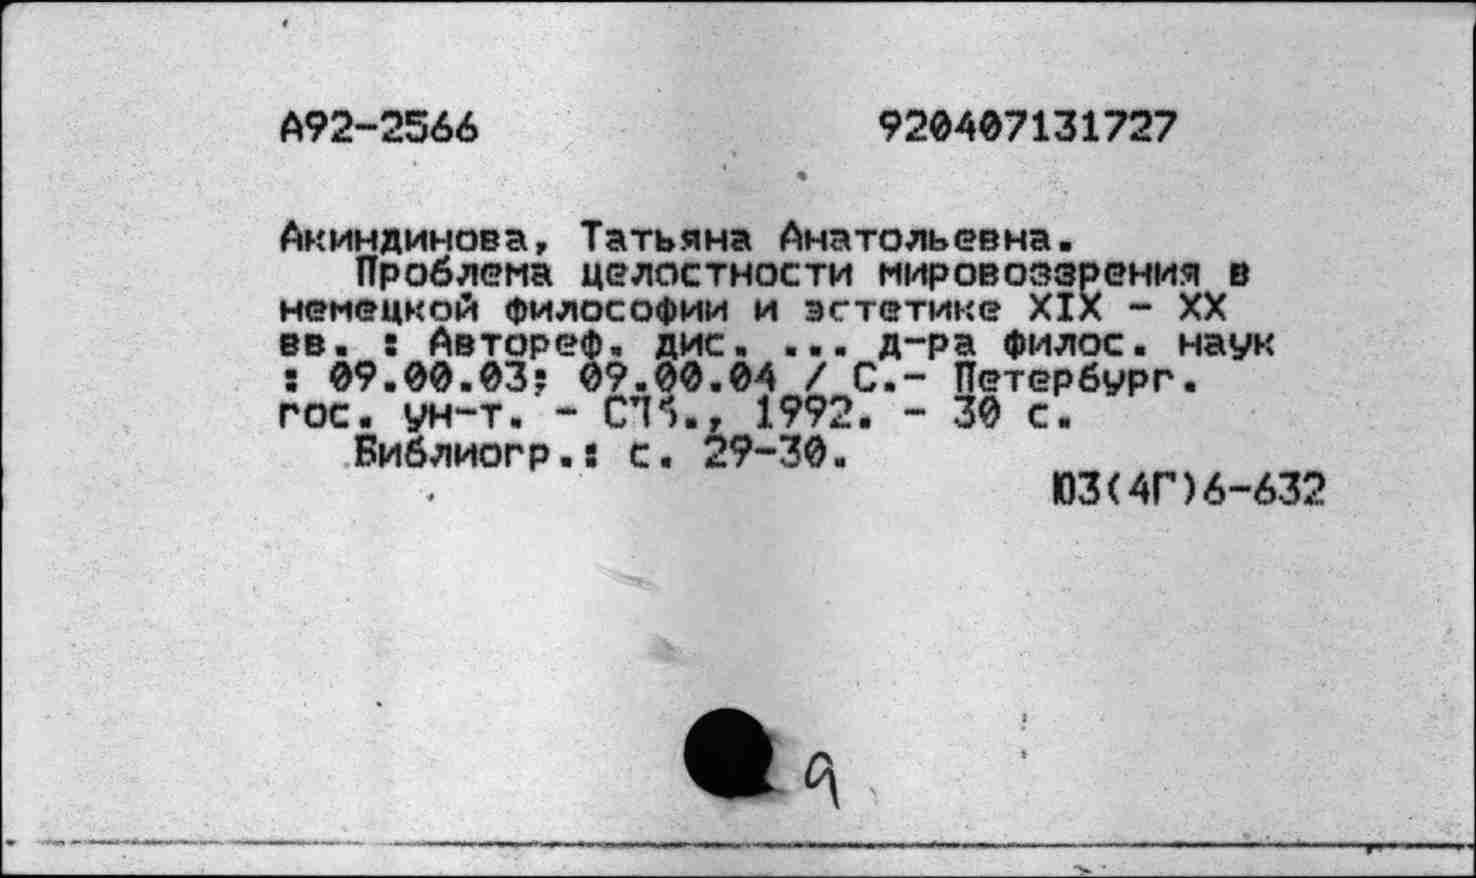 А92-2566 920407131727
Акиндинова, Татьяна Анатольевна.
Проблема целостности мировоззрения в
немецкой философии и эстетике XIX - XX
вв. : Автореф. дис. ... д-ра филос. наук
: 09.00.03; 09.00.04 / С.- Петербург.
гос. ун-т. - СПб., 1992. - 30 с.
Библиогр.: с. 29-30.
Ю3(4Г)6-632